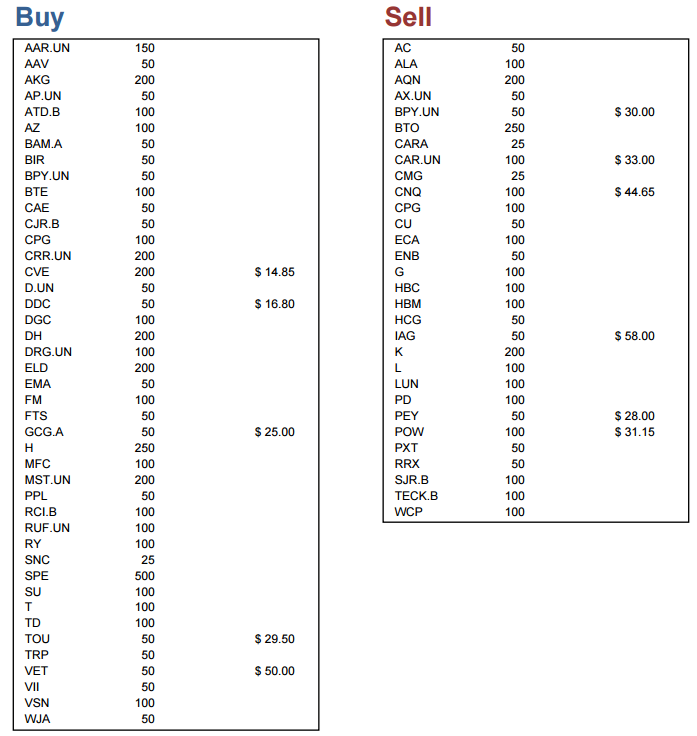 Buy
AAR.UN 150
AAV 50
AKG 200
AP.UN 50
ATD.B 100
AZ 100
BAM.A 50
BIR 50
BPY.UN 50
BTE 100
CAE 50
CJR.B 50
CPG 100
CRR.UN 200
CVE 200 $ 14.85
D.UN 50
DDC 50 $ 16.80
DGC 100
DH 200
DRG.UN 100
ELD 200
EMA 50
FM 100
FTS 50
GCG.A 50 $ 25.00
H 250
MFC 100
MST.UN 200
PPL 50
RCI.B 100
RUF.UN 100
RY 100
SNC 25
SPE 500
SU 100
T 100
TD 100
TOU 50 $ 29.50
TRP 50
VET 50 $ 50.00
VII 50
VSN 100
WJA 50
Sell
AC 50
ALA 100
AQN 200
AX.UN 50
BPY.UN 50 $ 30.00
BTO 250
CARA 25
CAR.UN 100 $ 33.00
CMG 25
CNQ 100 $ 44.65
CPG 100
CU 50
ECA 100
ENB 50
G 100
HBC 100
HBM 100
HCG 50
IAG 50 $ 58.00
K 200
L 100
LUN 100
PD 100
PEY 50 $ 28.00
POW 100 $ 31.15
PXT 50
RRX 50
SJR.B 100
TECK.B 100
WCP 100